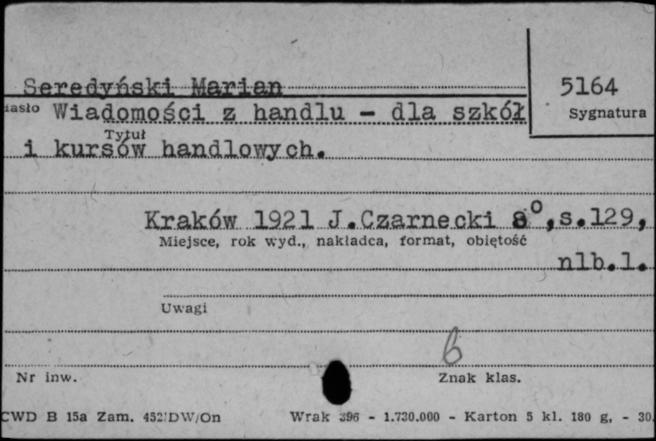 Seredyński Marian
5164
Sygnatura
Hasło Wiadomości z handlu - dla szkół
Tytuł
i kursów handlowych.
Kraków 1921 J.Czarnecki 8°,s.129,
Miejsce, rok wyd., nakładca, format, objętość
nlb.1.
Uwagi
6
Nr inw.
Znak klas.
CWD B 15a Zam. 452/DW/On Wrak 396 - 1.730.000 - Karton 5 kl. 180 g, - 30.